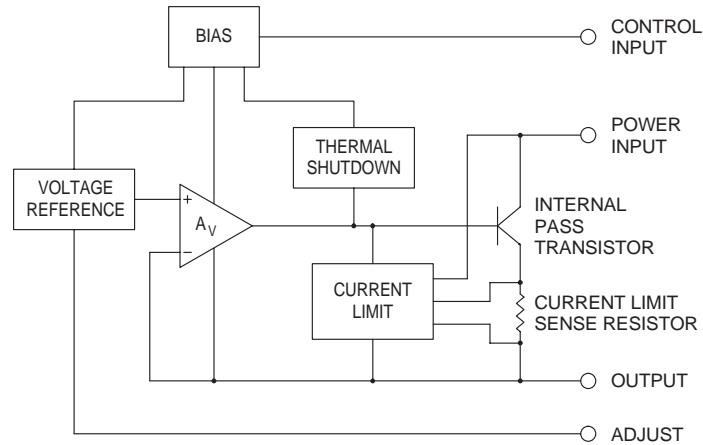 BIAS
CONTROL
INPUT
POWER
INPUT
THERMAL
SHUTDOWN
VOLTAGE
REFERENCE
+
AV
−
INTERNAL
PASS
TRANSISTOR
CURRENT
LIMIT
CURRENT LIMIT
SENSE RESISTOR
OUTPUT
ADJUST